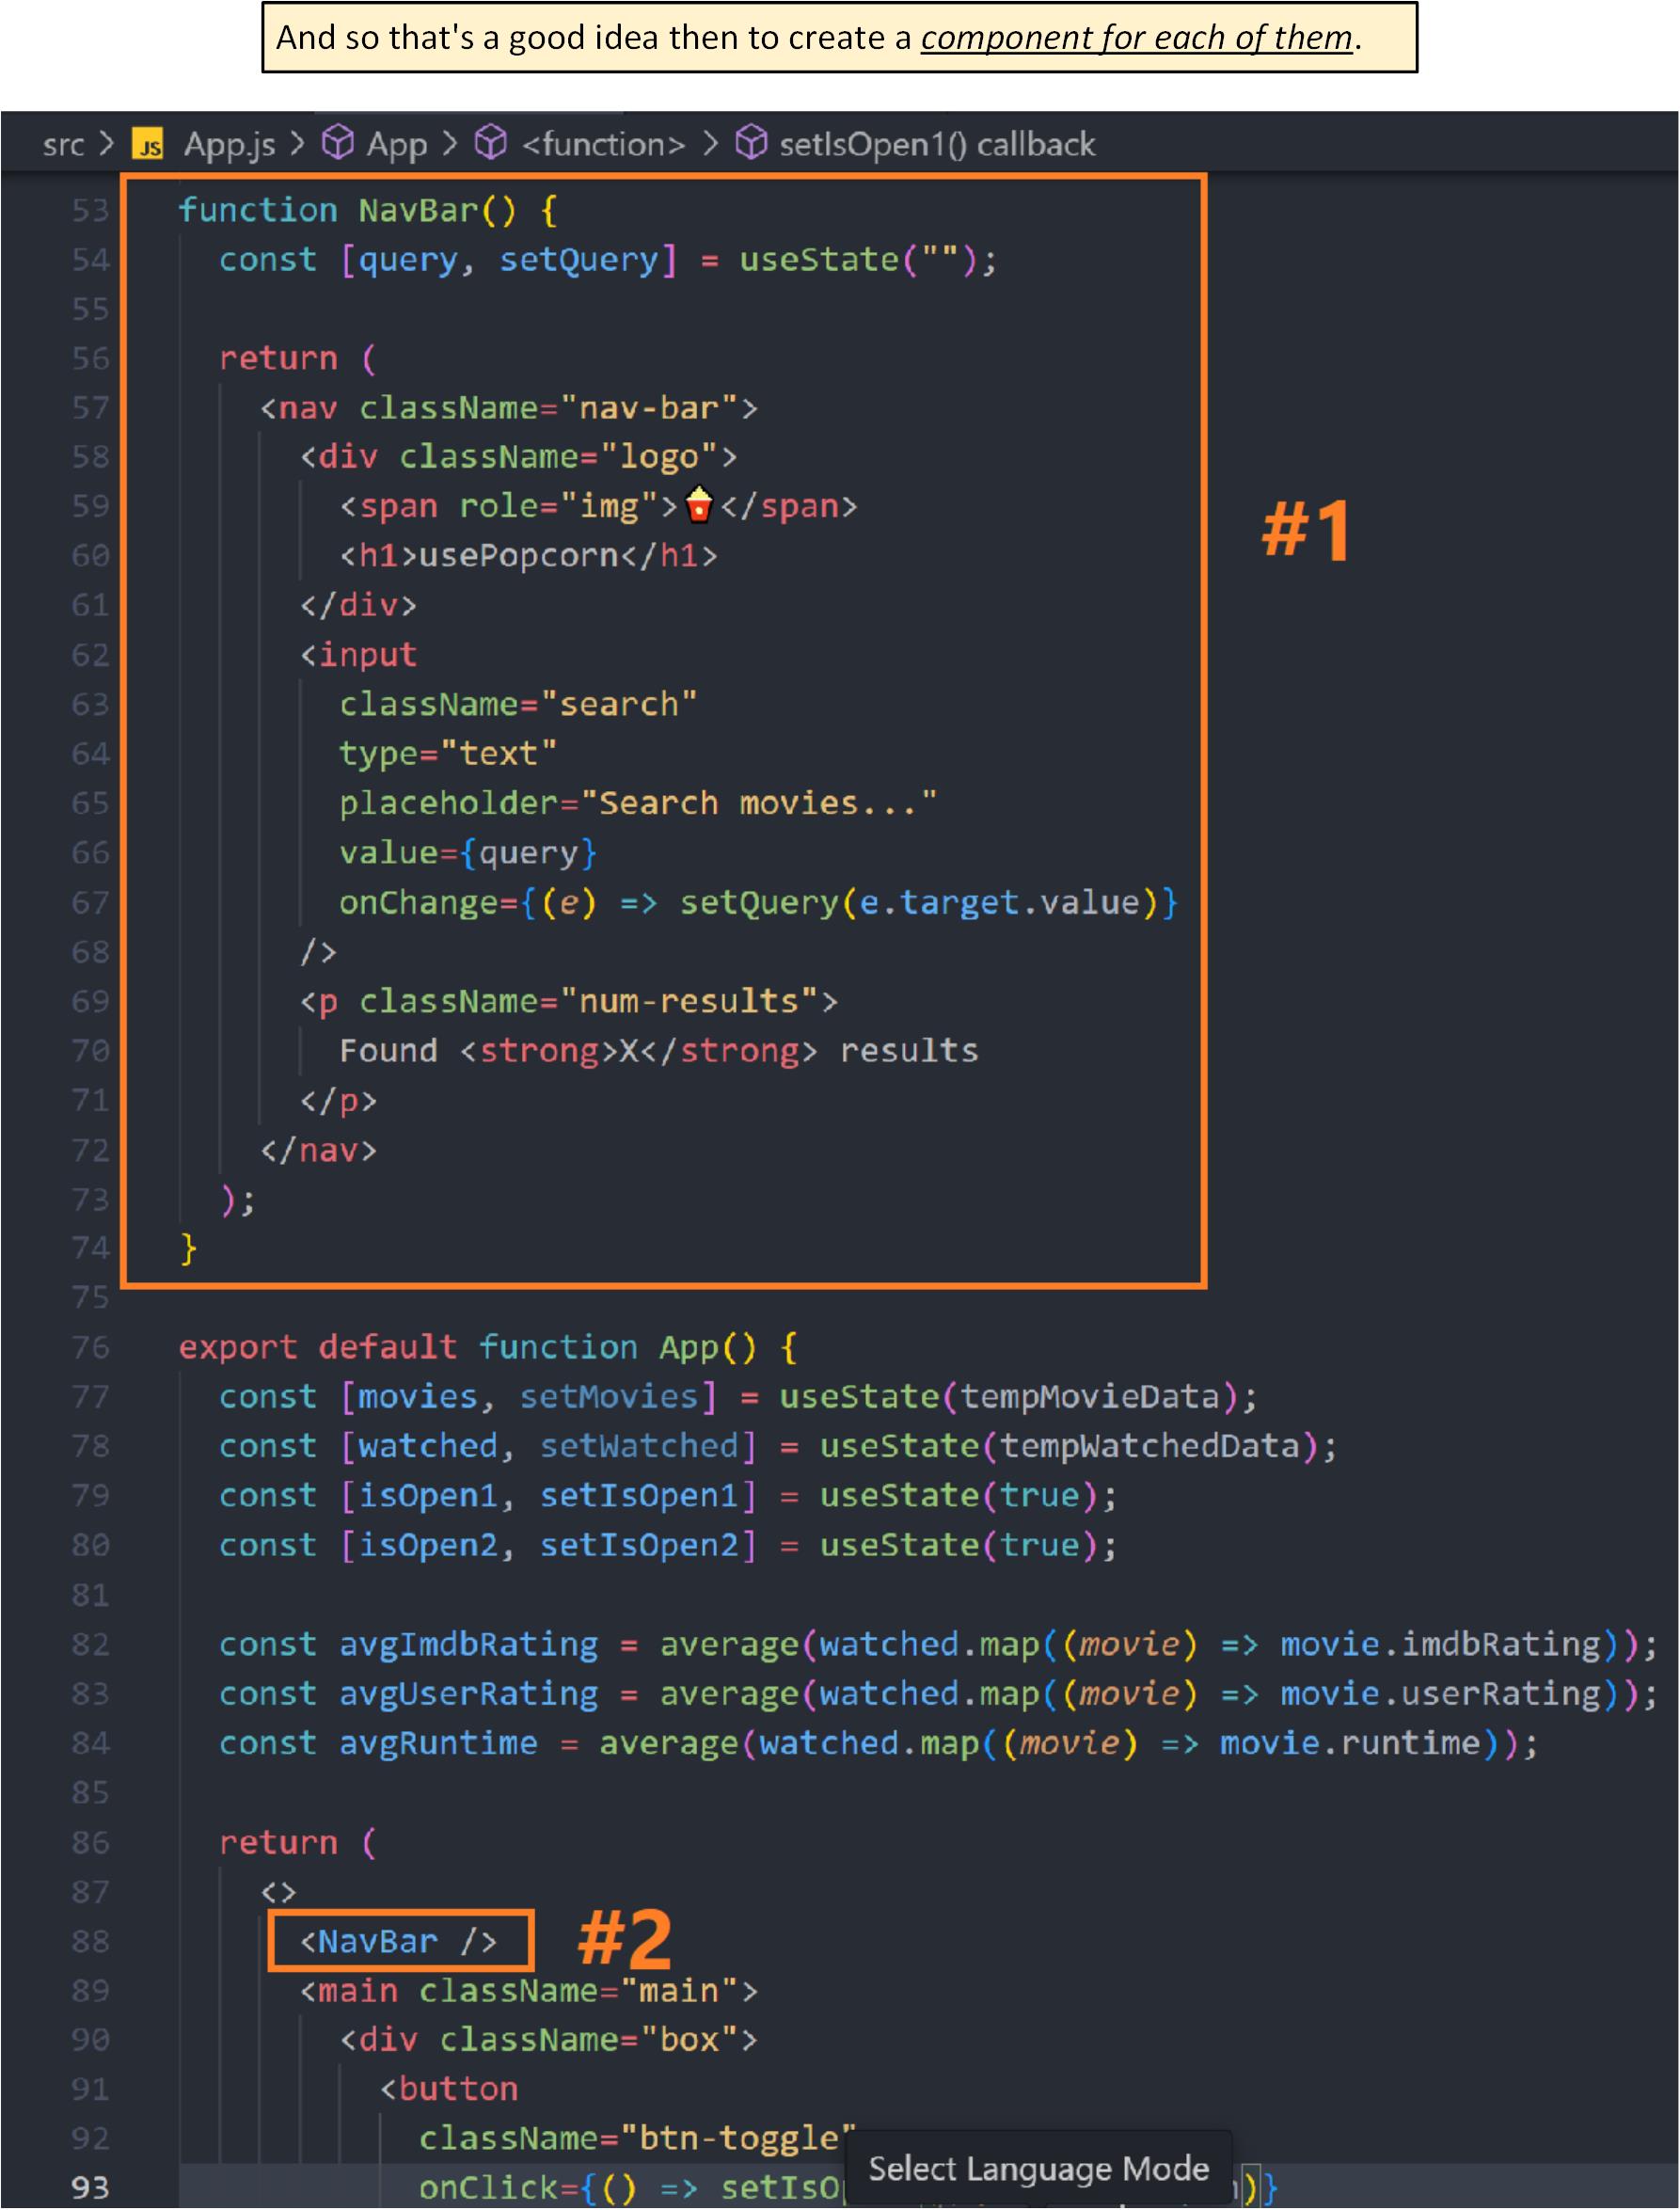 And so that's a good idea then to create a component for each of them.
src > JS App.js > App > <function> > setIsOpen1() callback
53 function NavBar() {
54 const [query, setQuery] = useState("");
55
56 return (
57 <nav className="nav-bar">
58 <div className="logo">
59 <span role="img">🍿</span>
60 <h1>usePopcorn</h1>
61 </div>
62 <input
63 className="search"
64 type="text"
65 placeholder="Search movies..."
66 value={query}
67 onChange={(e) => setQuery(e.target.value)}
68 />
69 <p className="num-results">
70 Found <strong>X</strong> results
71 </p>
72 </nav>
73 );
74 }
#1
75
76 export default function App() {
77 const [movies, setMovies] = useState(tempMovieData);
78 const [watched, setWatched] = useState(tempWatchedData);
79 const [isOpen1, setIsOpen1] = useState(true);
80 const [isOpen2, setIsOpen2] = useState(true);
81
82 const avgImdbRating = average(watched.map((movie) => movie.imdbRating));
83 const avgUserRating = average(watched.map((movie) => movie.userRating));
84 const avgRuntime = average(watched.map((movie) => movie.runtime));
85
86 return (
87 <>
88 <NavBar /> #2
89 <main className="main">
90 <div className="box">
91 <button
92 className="btn-toggle"
Select Language Mode
93 onClick={() => setIsO )}